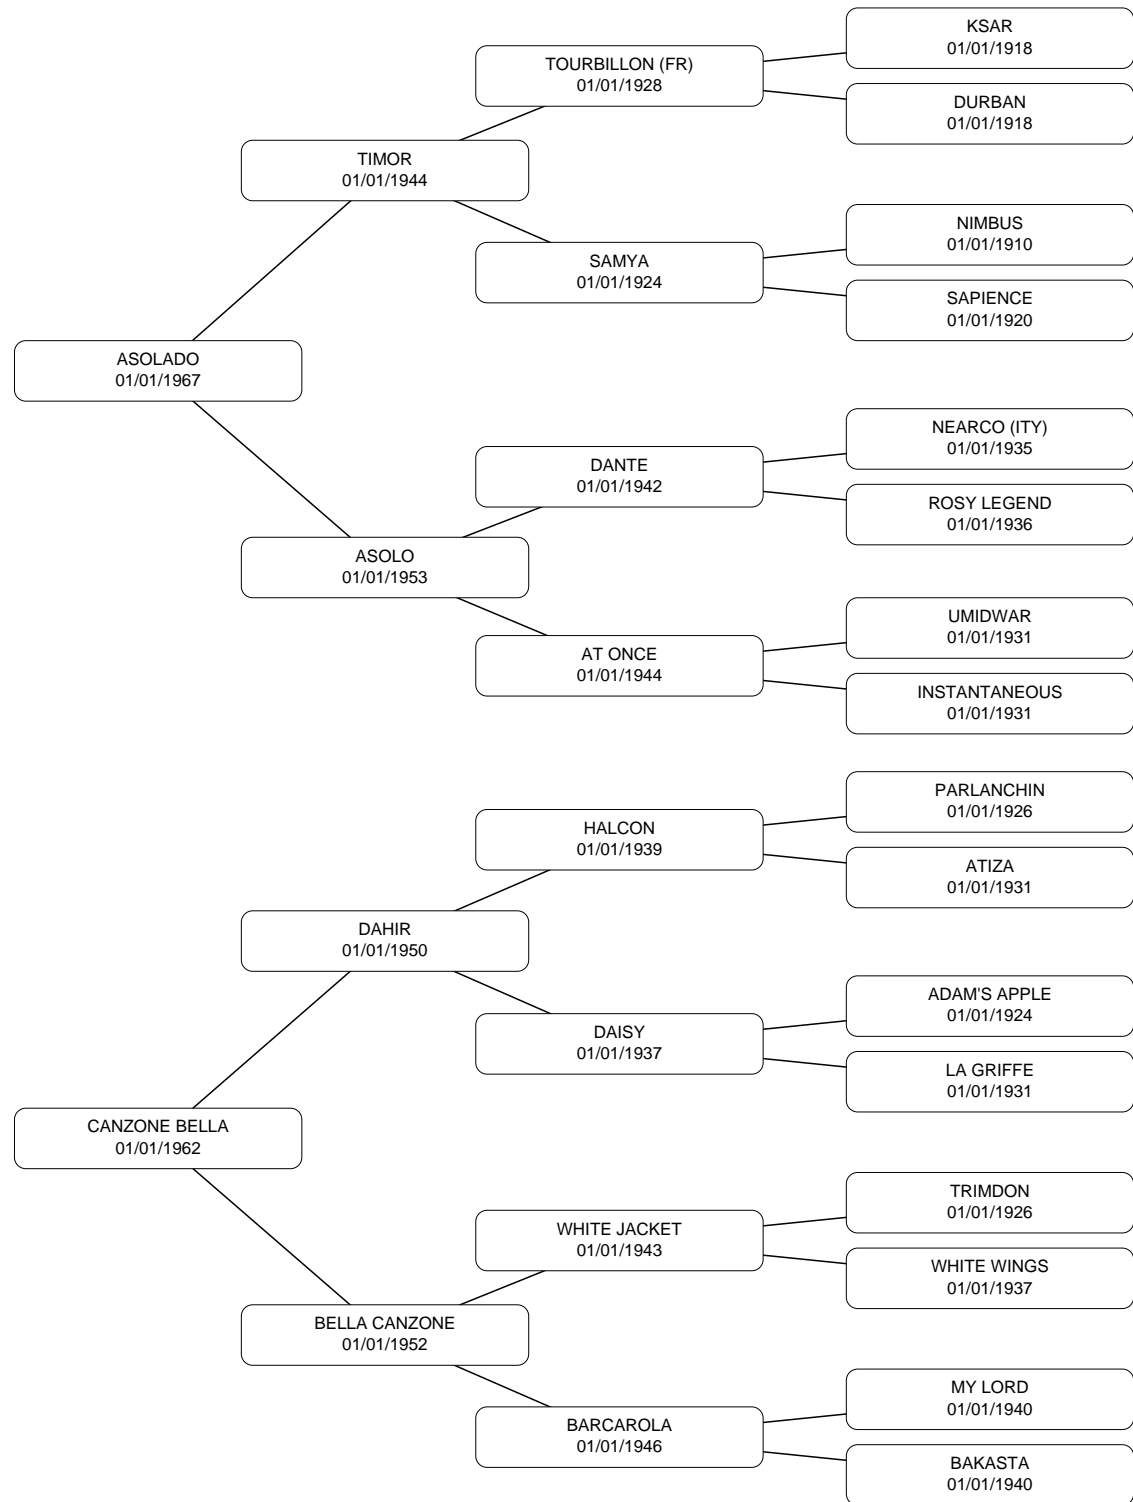 KSAR
01/01/1918
TOURBILLON (FR)
01/01/1928
DURBAN
01/01/1918
TIMOR
01/01/1944
NIMBUS
01/01/1910
SAMYA
01/01/1924
SAPIENCE
01/01/1920
ASOLADO
01/01/1967
NEARCO (ITY)
01/01/1935
DANTE
01/01/1942
ROSY LEGEND
01/01/1936
ASOLO
01/01/1953
UMIDWAR
01/01/1931
AT ONCE
01/01/1944
INSTANTANEOUS
01/01/1931
PARLANCHIN
01/01/1926
HALCON
01/01/1939
ATIZA
01/01/1931
DAHIR
01/01/1950
ADAM'S APPLE
01/01/1924
DAISY
01/01/1937
LA GRIFFE
01/01/1931
CANZONE BELLA
01/01/1962
TRIMDON
01/01/1926
WHITE JACKET
01/01/1943
WHITE WINGS
01/01/1937
BELLA CANZONE
01/01/1952
MY LORD
01/01/1940
BARCAROLA
01/01/1946
BAKASTA
01/01/1940